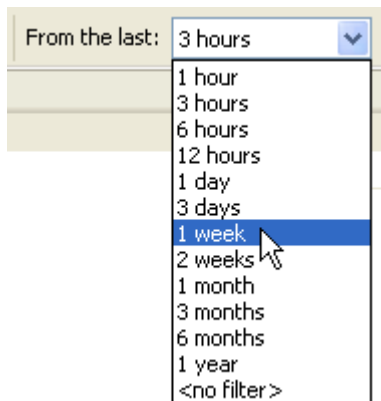 From the last: 3 hours
1 hour
3 hours
6 hours
12 hours
1 day
3 days
1 week
2 weeks
1 month
3 months
6 months
1 year
<no filter>